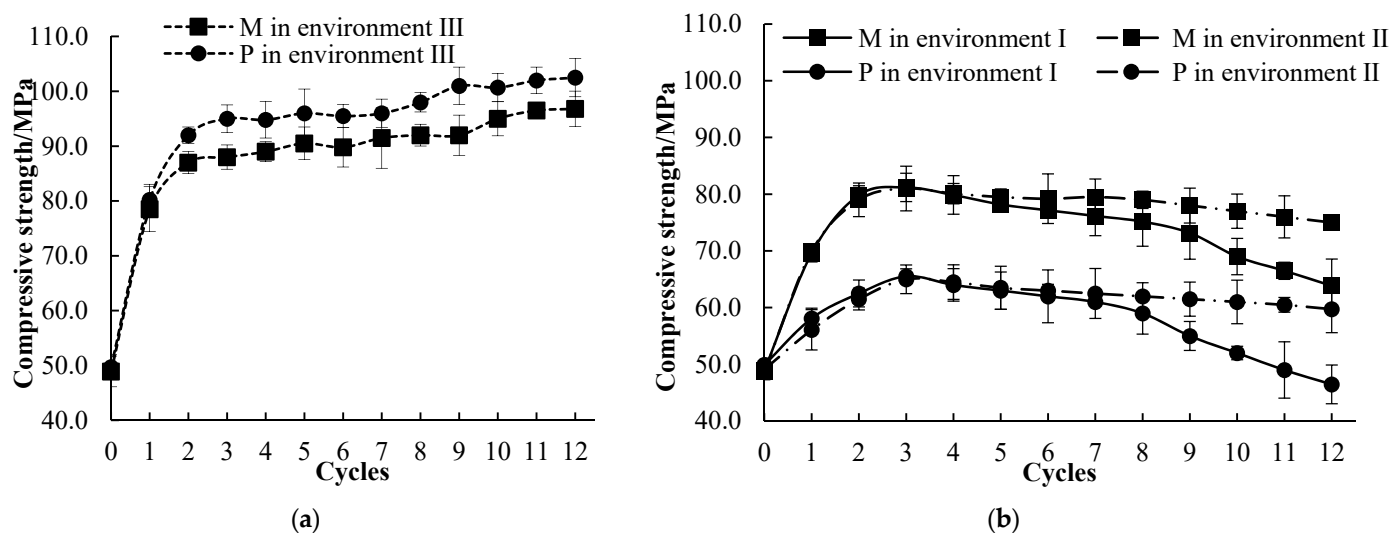 M in environment III
P in environment III
110.0
100.0
90.0
80.0
70.0
60.0
50.0
40.0
Compressive strength/MPa
0 1 2 3 4 5 6 7 8 9 10 11 12
Cycles
(a)
M in environment I
M in environment II
P in environment I
P in environment II
110.0
100.0
90.0
80.0
70.0
60.0
50.0
40.0
Compressive strength/MPa
0 1 2 3 4 5 6 7 8 9 10 11 12
Cycles
(b)